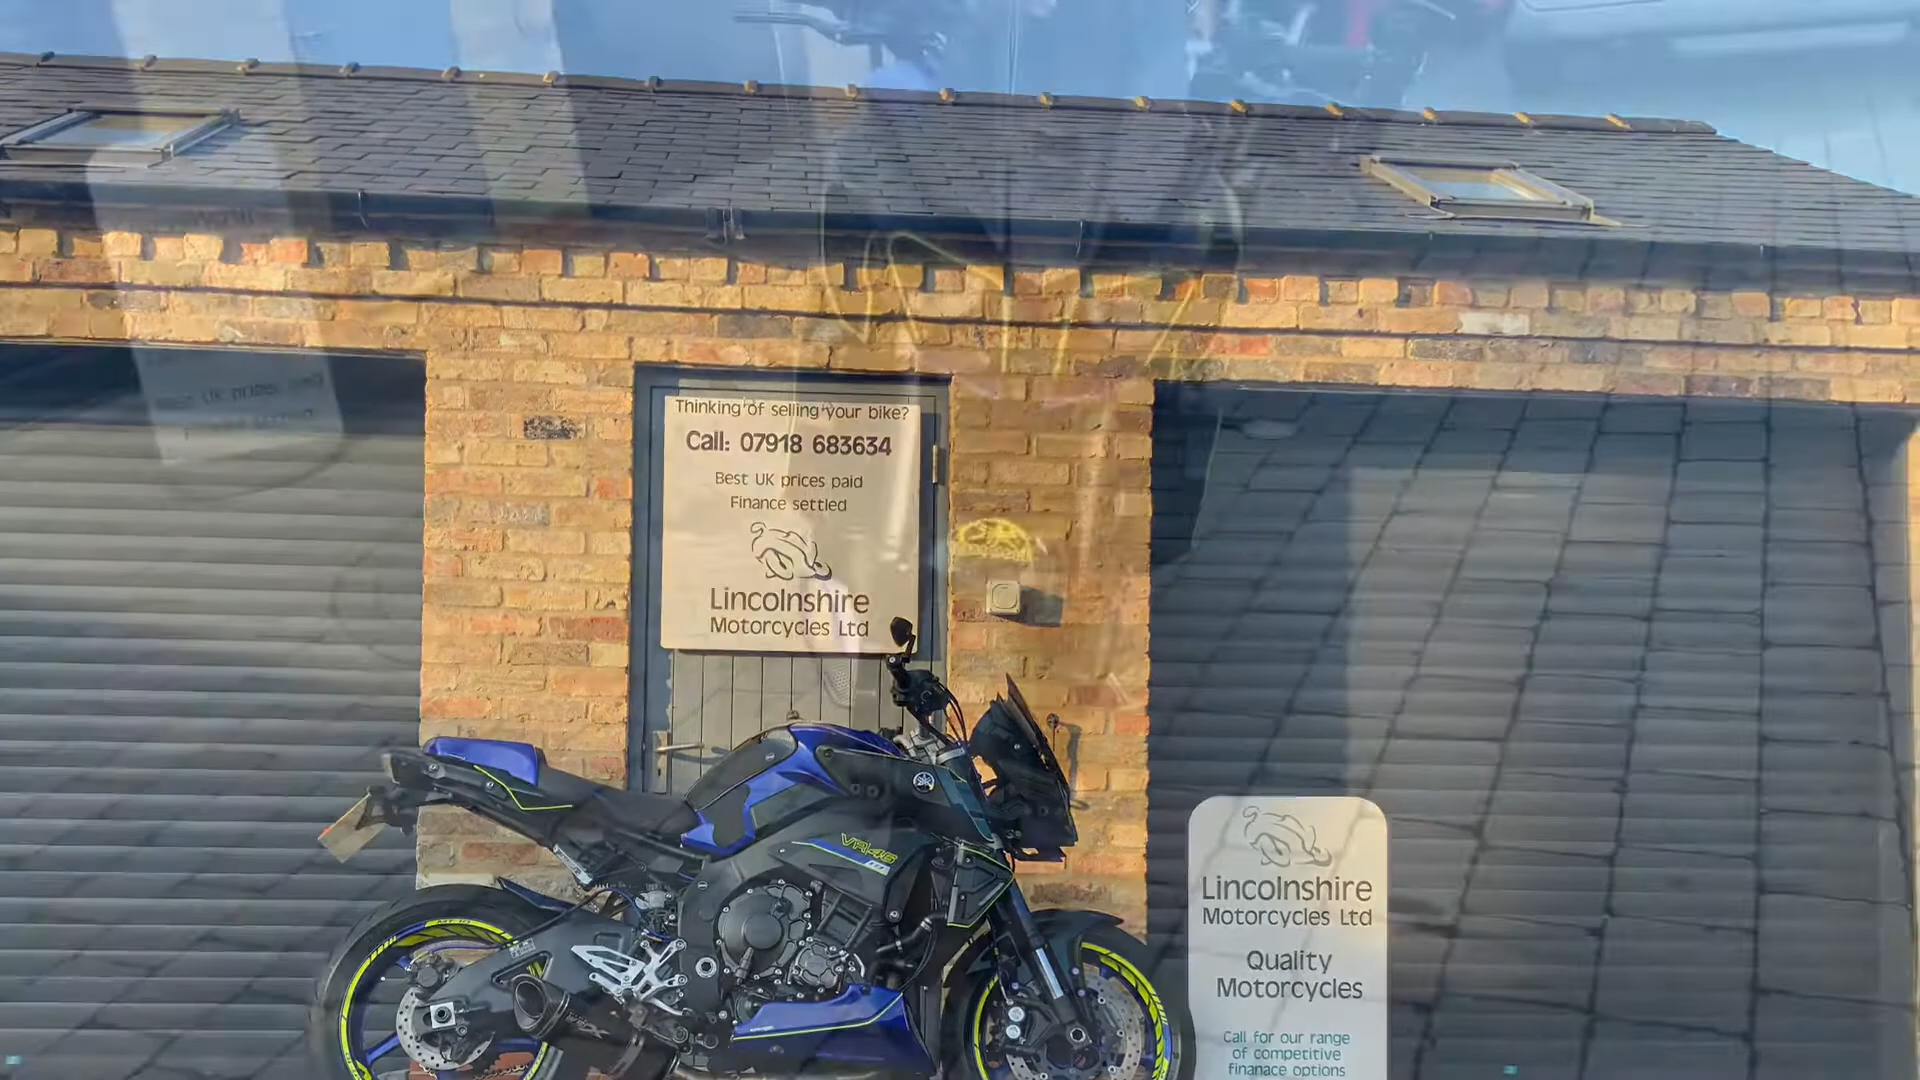 Thinking of selling your bike?
Call: 07918 683634
Best UK prices paid
Finance settled
Lincolnshire
Motorcycles Ltd
VR46
Lincolnshire
Motorcycles Ltd
Quality
Motorcycles
Call for our range
of competitive
finanace options